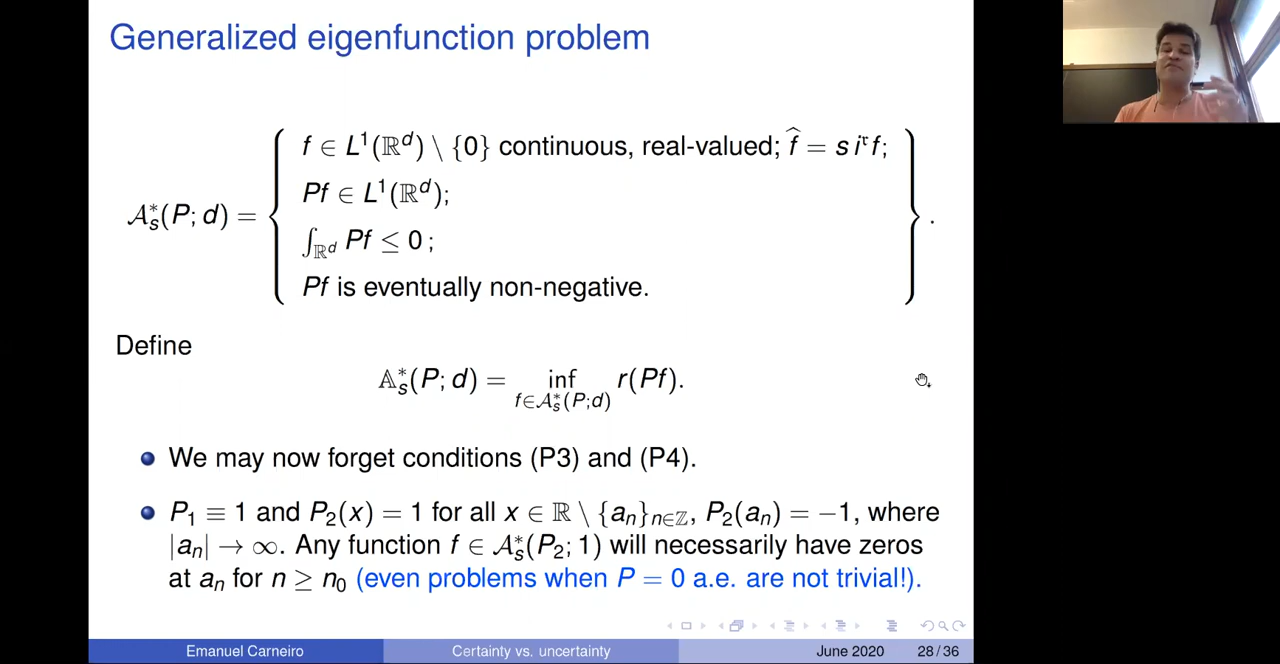 Generalized eigenfunction problem
𝒜*ₛ(P; d) = { f ∈ L¹(ℝᵈ) \ {0} continuous, real-valued; f̂ = s iʳ f;
Pf ∈ L¹(ℝᵈ);
∫_ℝᵈ Pf ≤ 0 ;
Pf is eventually non-negative. } .
Define
𝔸*ₛ(P; d) = inf_{f∈𝒜*ₛ(P;d)} r(Pf).
We may now forget conditions (P3) and (P4).
P₁ ≡ 1 and P₂(x) = 1 for all x ∈ ℝ \ {aₙ}ₙ∈ℤ, P₂(aₙ) = −1, where
|aₙ| → ∞. Any function f ∈ 𝒜*ₛ(P₂; 1) will necessarily have zeros
at aₙ for n ≥ n₀ (even problems when P = 0 a.e. are not trivial!).
Emanuel Carneiro Certainty vs. uncertainty June 2020 28 / 36